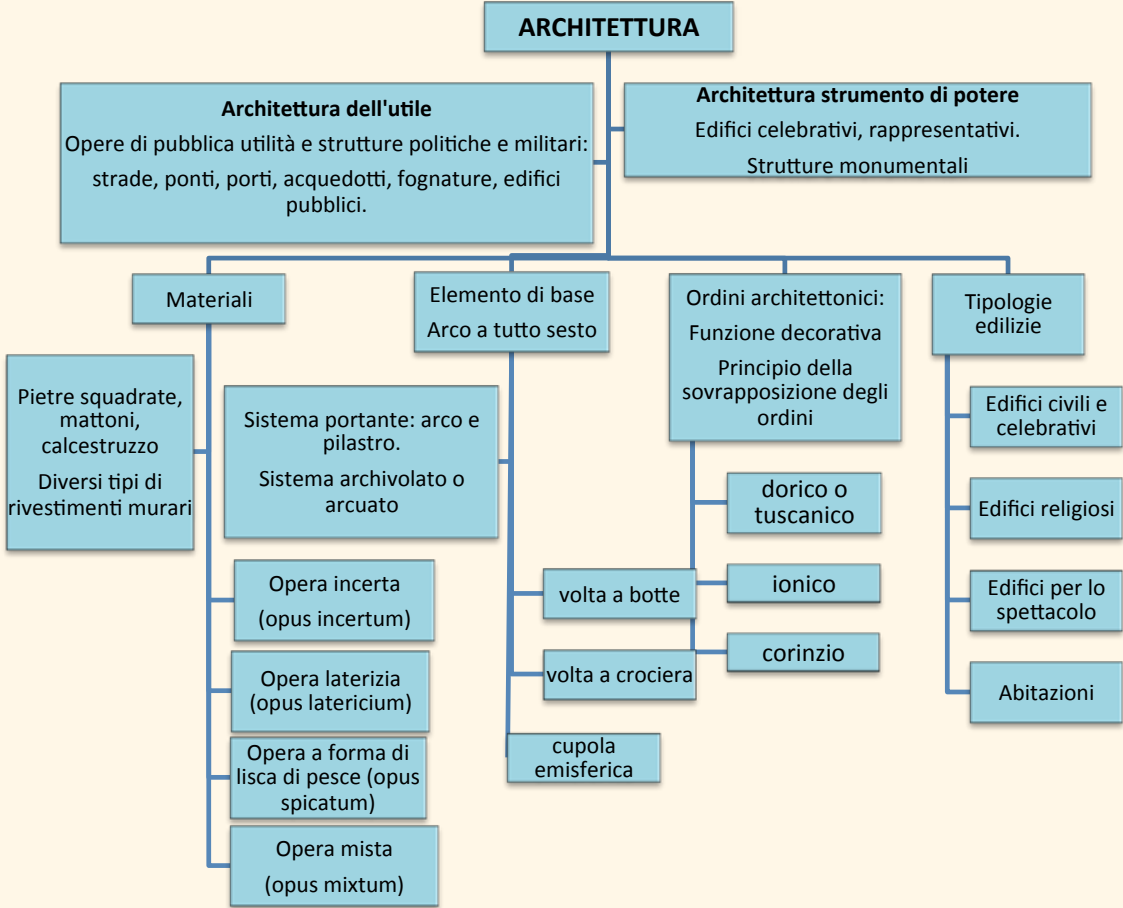 ARCHITETTURA
Architettura dell'utile
Opere di pubblica utilità e strutture politiche e militari:
strade, ponti, porti, acquedotti, fognature, edifici
pubblici.
Architettura strumento di potere
Edifici celebrativi, rappresentativi.
Strutture monumentali
Materiali
Pietre squadrate,
mattoni,
calcestruzzo
Diversi tipi di
rivestimenti murari
Opera incerta
(opus incertum)
Opera laterizia
(opus latericium)
Opera a forma di
lisca di pesce (opus
spicatum)
Opera mista
(opus mixtum)
Elemento di base
Arco a tutto sesto
Sistema portante: arco e
pilastro.
Sistema archivolato o
arcuato
volta a botte
volta a crociera
cupola
emisferica
Ordini architettonici:
Funzione decorativa
Principio della
sovrapposizione degli
ordini
dorico o
tuscanico
ionico
corinzio
Tipologie
edilizie
Edifici civili e
celebrativi
Edifici religiosi
Edifici per lo
spettacolo
Abitazioni